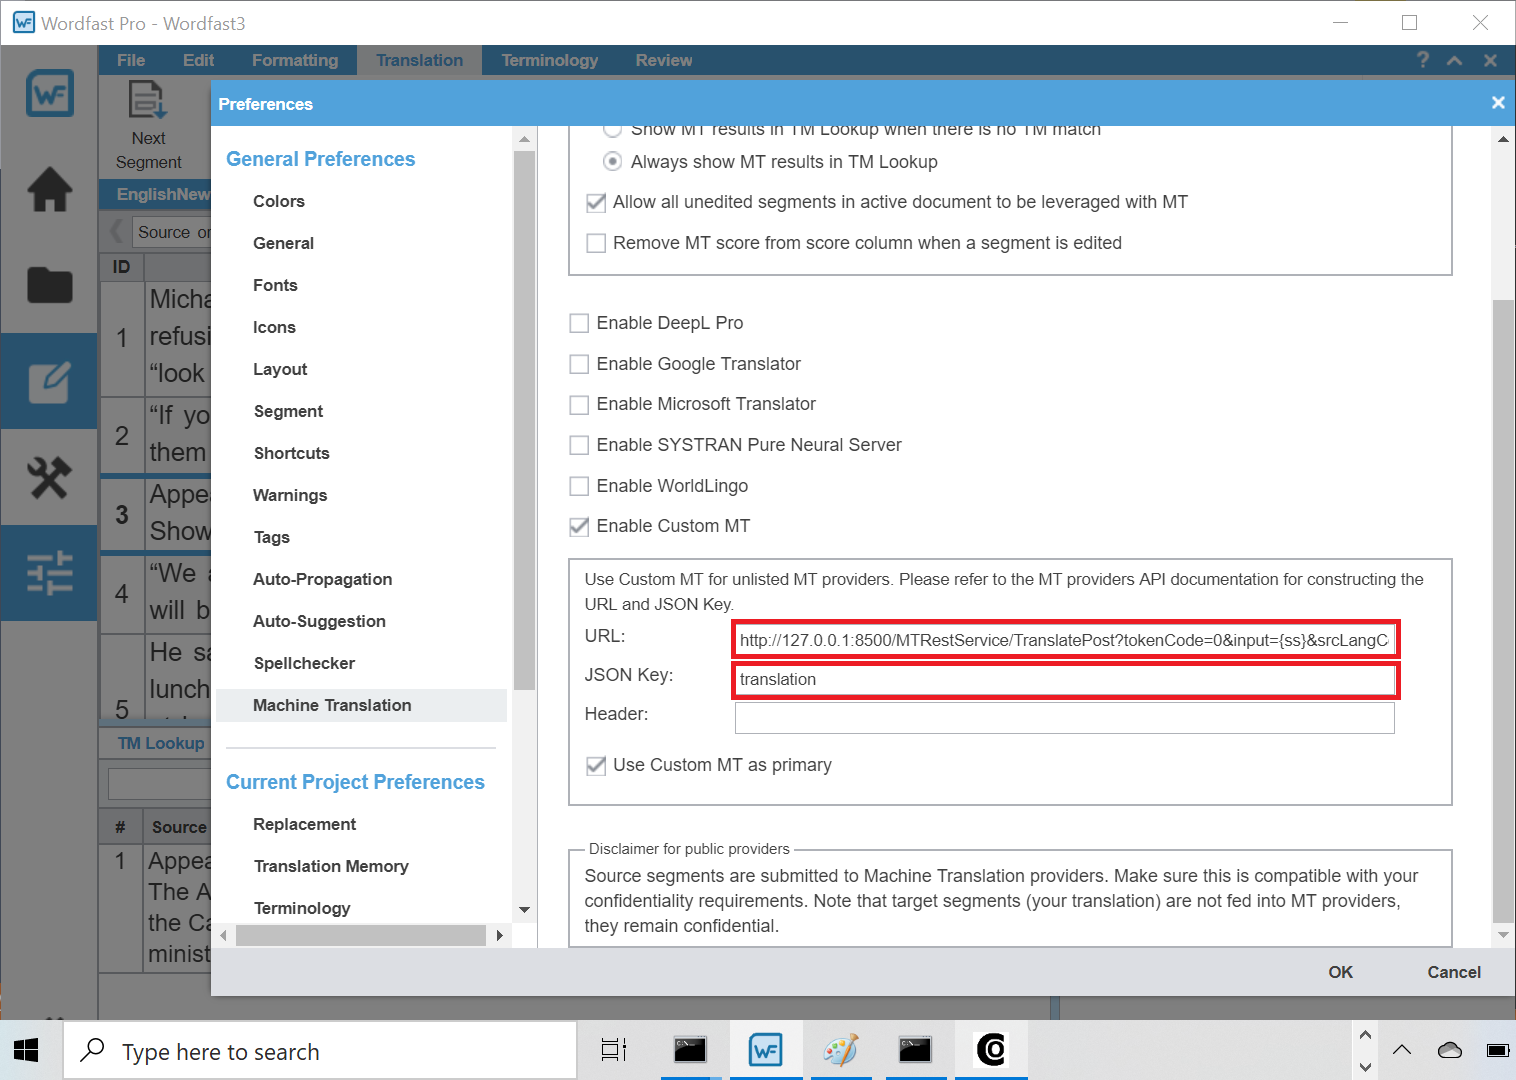 Wordfast Pro - Wordfast3
File Edit Formatting Translation Terminology Review ?
Next
Segment
Preferences
EnglishNew
Source or
ID
1
Micha
refusi
“look
2
“If yo
them
3
Appea
Show
4
“We a
will b
5
He sa
lunch
TM Lookup
# Source
1
Appea
The A
the Ca
minist
General Preferences
Colors
General
Fonts
Icons
Layout
Segment
Shortcuts
Warnings
Tags
Auto-Propagation
Auto-Suggestion
Spellchecker
Machine Translation
Current Project Preferences
Replacement
Translation Memory
Terminology
Show MT results in TM Lookup when there is no TM match
Always show MT results in TM Lookup
Allow all unedited segments in active document to be leveraged with MT
Remove MT score from score column when a segment is edited
Enable DeepL Pro
Enable Google Translator
Enable Microsoft Translator
Enable SYSTRAN Pure Neural Server
Enable WorldLingo
Enable Custom MT
Use Custom MT for unlisted MT providers. Please refer to the MT providers API documentation for constructing the
URL and JSON Key.
URL: http://127.0.0.1:8500/MTRestService/TranslatePost?tokenCode=0&input={ss}&srcLangC
JSON Key: translation
Header:
Use Custom MT as primary
Disclaimer for public providers
Source segments are submitted to Machine Translation providers. Make sure this is compatible with your
confidentiality requirements. Note that target segments (your translation) are not fed into MT providers,
they remain confidential.
OK Cancel
Type here to search